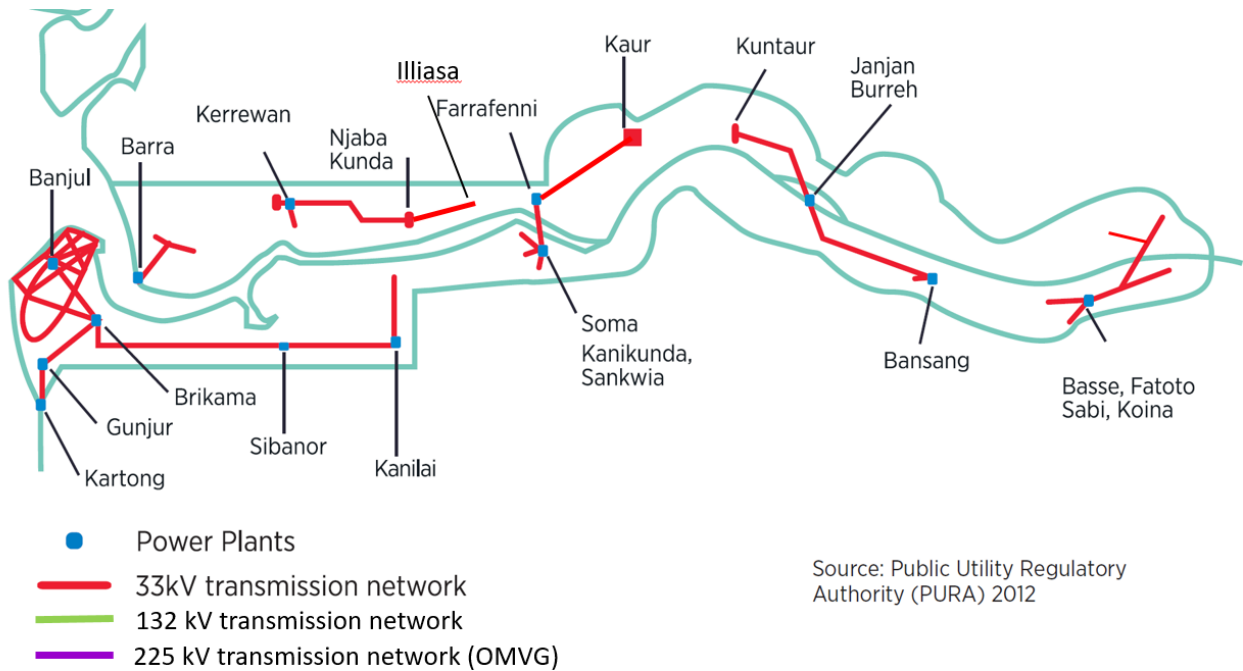 Kaur
Kuntaur
Janjan
Burreh
Illiasa
Farrafenni
Kerrewan
Njaba
Kunda
Barra
Banjul
Soma
Kanikunda,
Sankwia
Bansang
Basse, Fatoto
Sabi, Koina
Brikama
Gunjur
Sibanor
Kanilai
Kartong
Power Plants
33kV transmission network
132 kV transmission network
225 kV transmission network (OMVG)
Source: Public Utility Regulatory
Authority (PURA) 2012